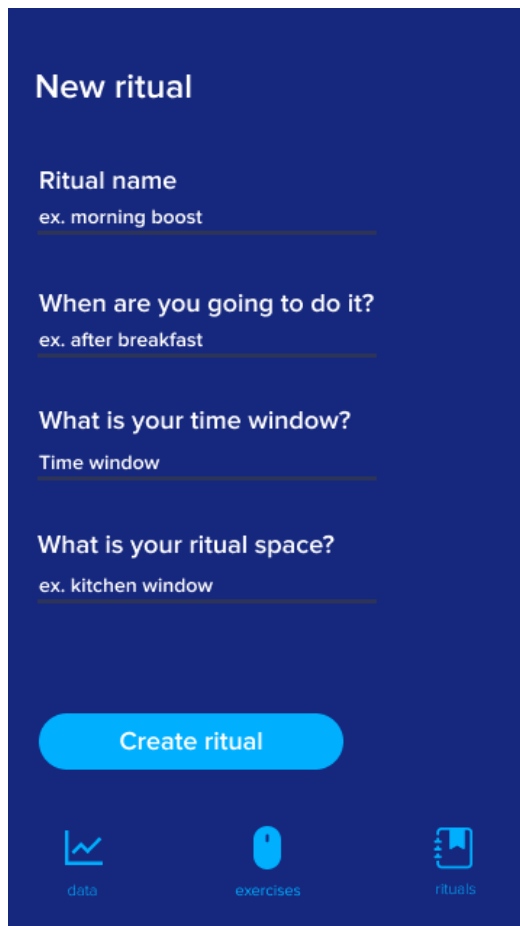 New ritual
Ritual name
ex. morning boost
When are you going to do it?
ex. after breakfast
What is your time window?
Time window
What is your ritual space?
ex. kitchen window
Create ritual
data exercises rituals